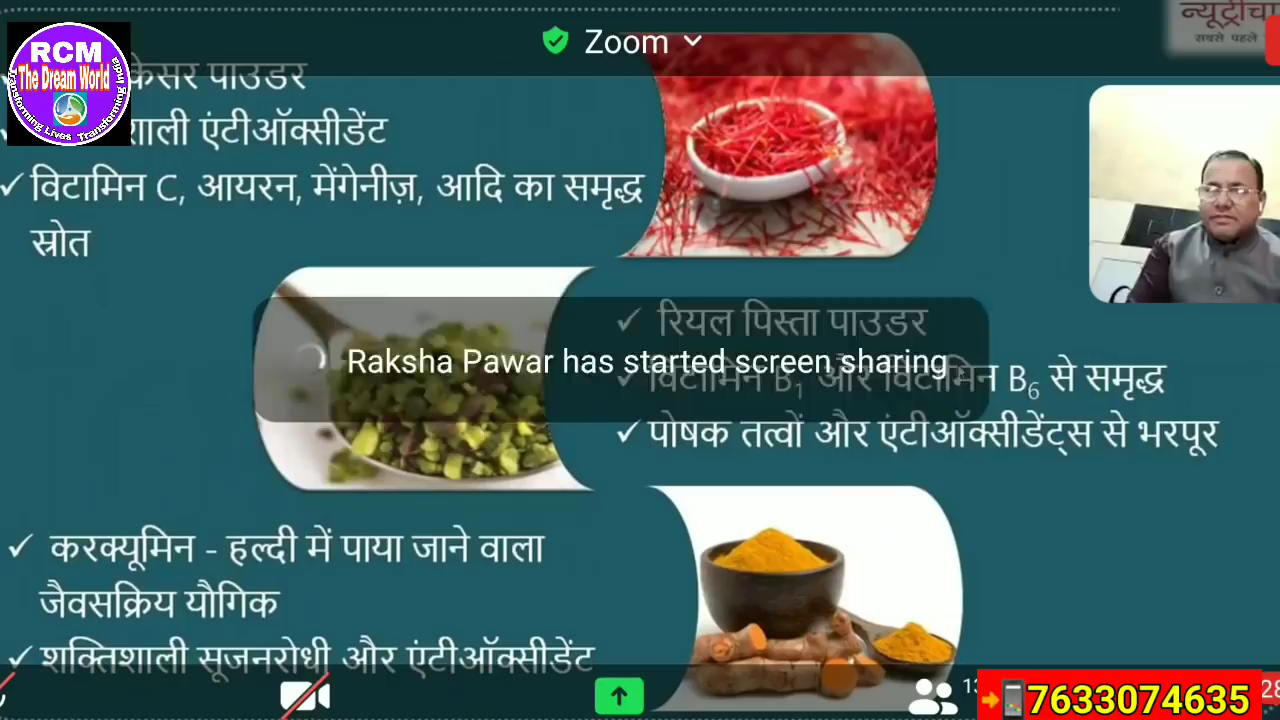 न्यूट्रीचा
सबसे पहले
Zoom
RCM
The Dream World
Transforming Lives Transforming India
केसर पाउडर
शाली एंटीऑक्सीडेंट
विटामिन C, आयरन, मेंगेनीज़, आदि का समृद्ध
स्रोत
रियल पिस्ता पाउडर
Raksha Pawar has started screen sharing
विटामिन B₁ और विटामिन B₆ से समृद्ध
पोषक तत्वों और एंटीऑक्सीडेंट्स से भरपूर
करक्यूमिन - हल्दी में पाया जाने वाला
जैवसक्रिय यौगिक
शक्तिशाली सूजनरोधी और एंटीऑक्सीडेंट
7633074635